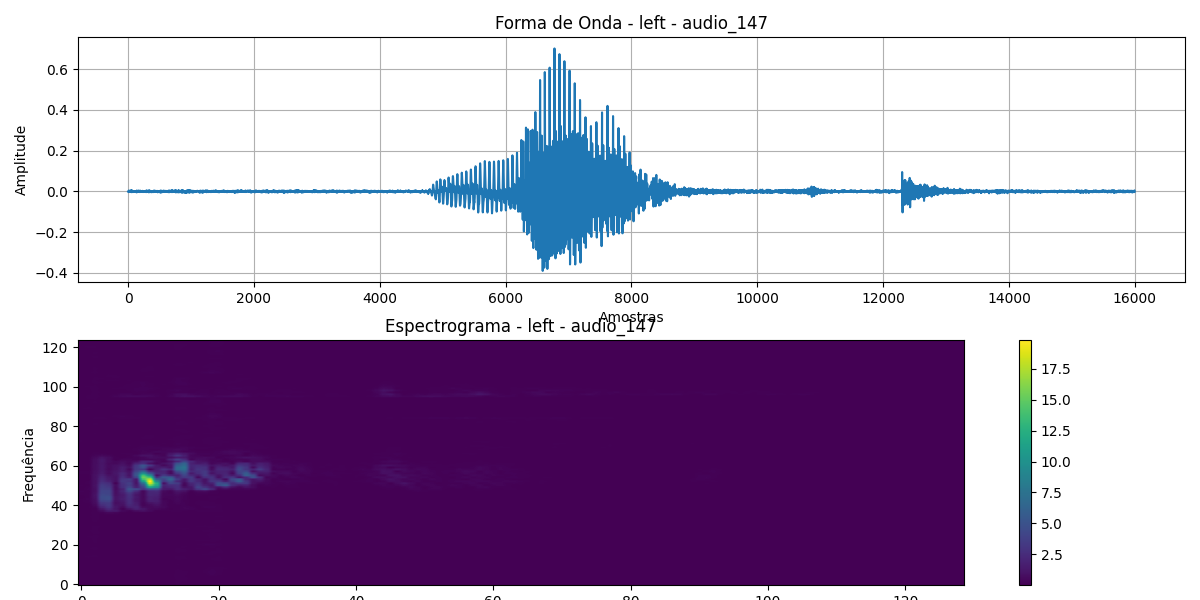 Forma de Onda - left - audio_147
Amplitude
0.6
0.4
0.2
0.0
−0.2
−0.4
0 2000 4000 6000 8000 10000 12000 14000 16000
Amostras
Espectrograma - left - audio_147
Frequência
120
100
80
60
40
20
0
0 20 40 60 80 100 120
17.5
15.0
12.5
10.0
7.5
5.0
2.5